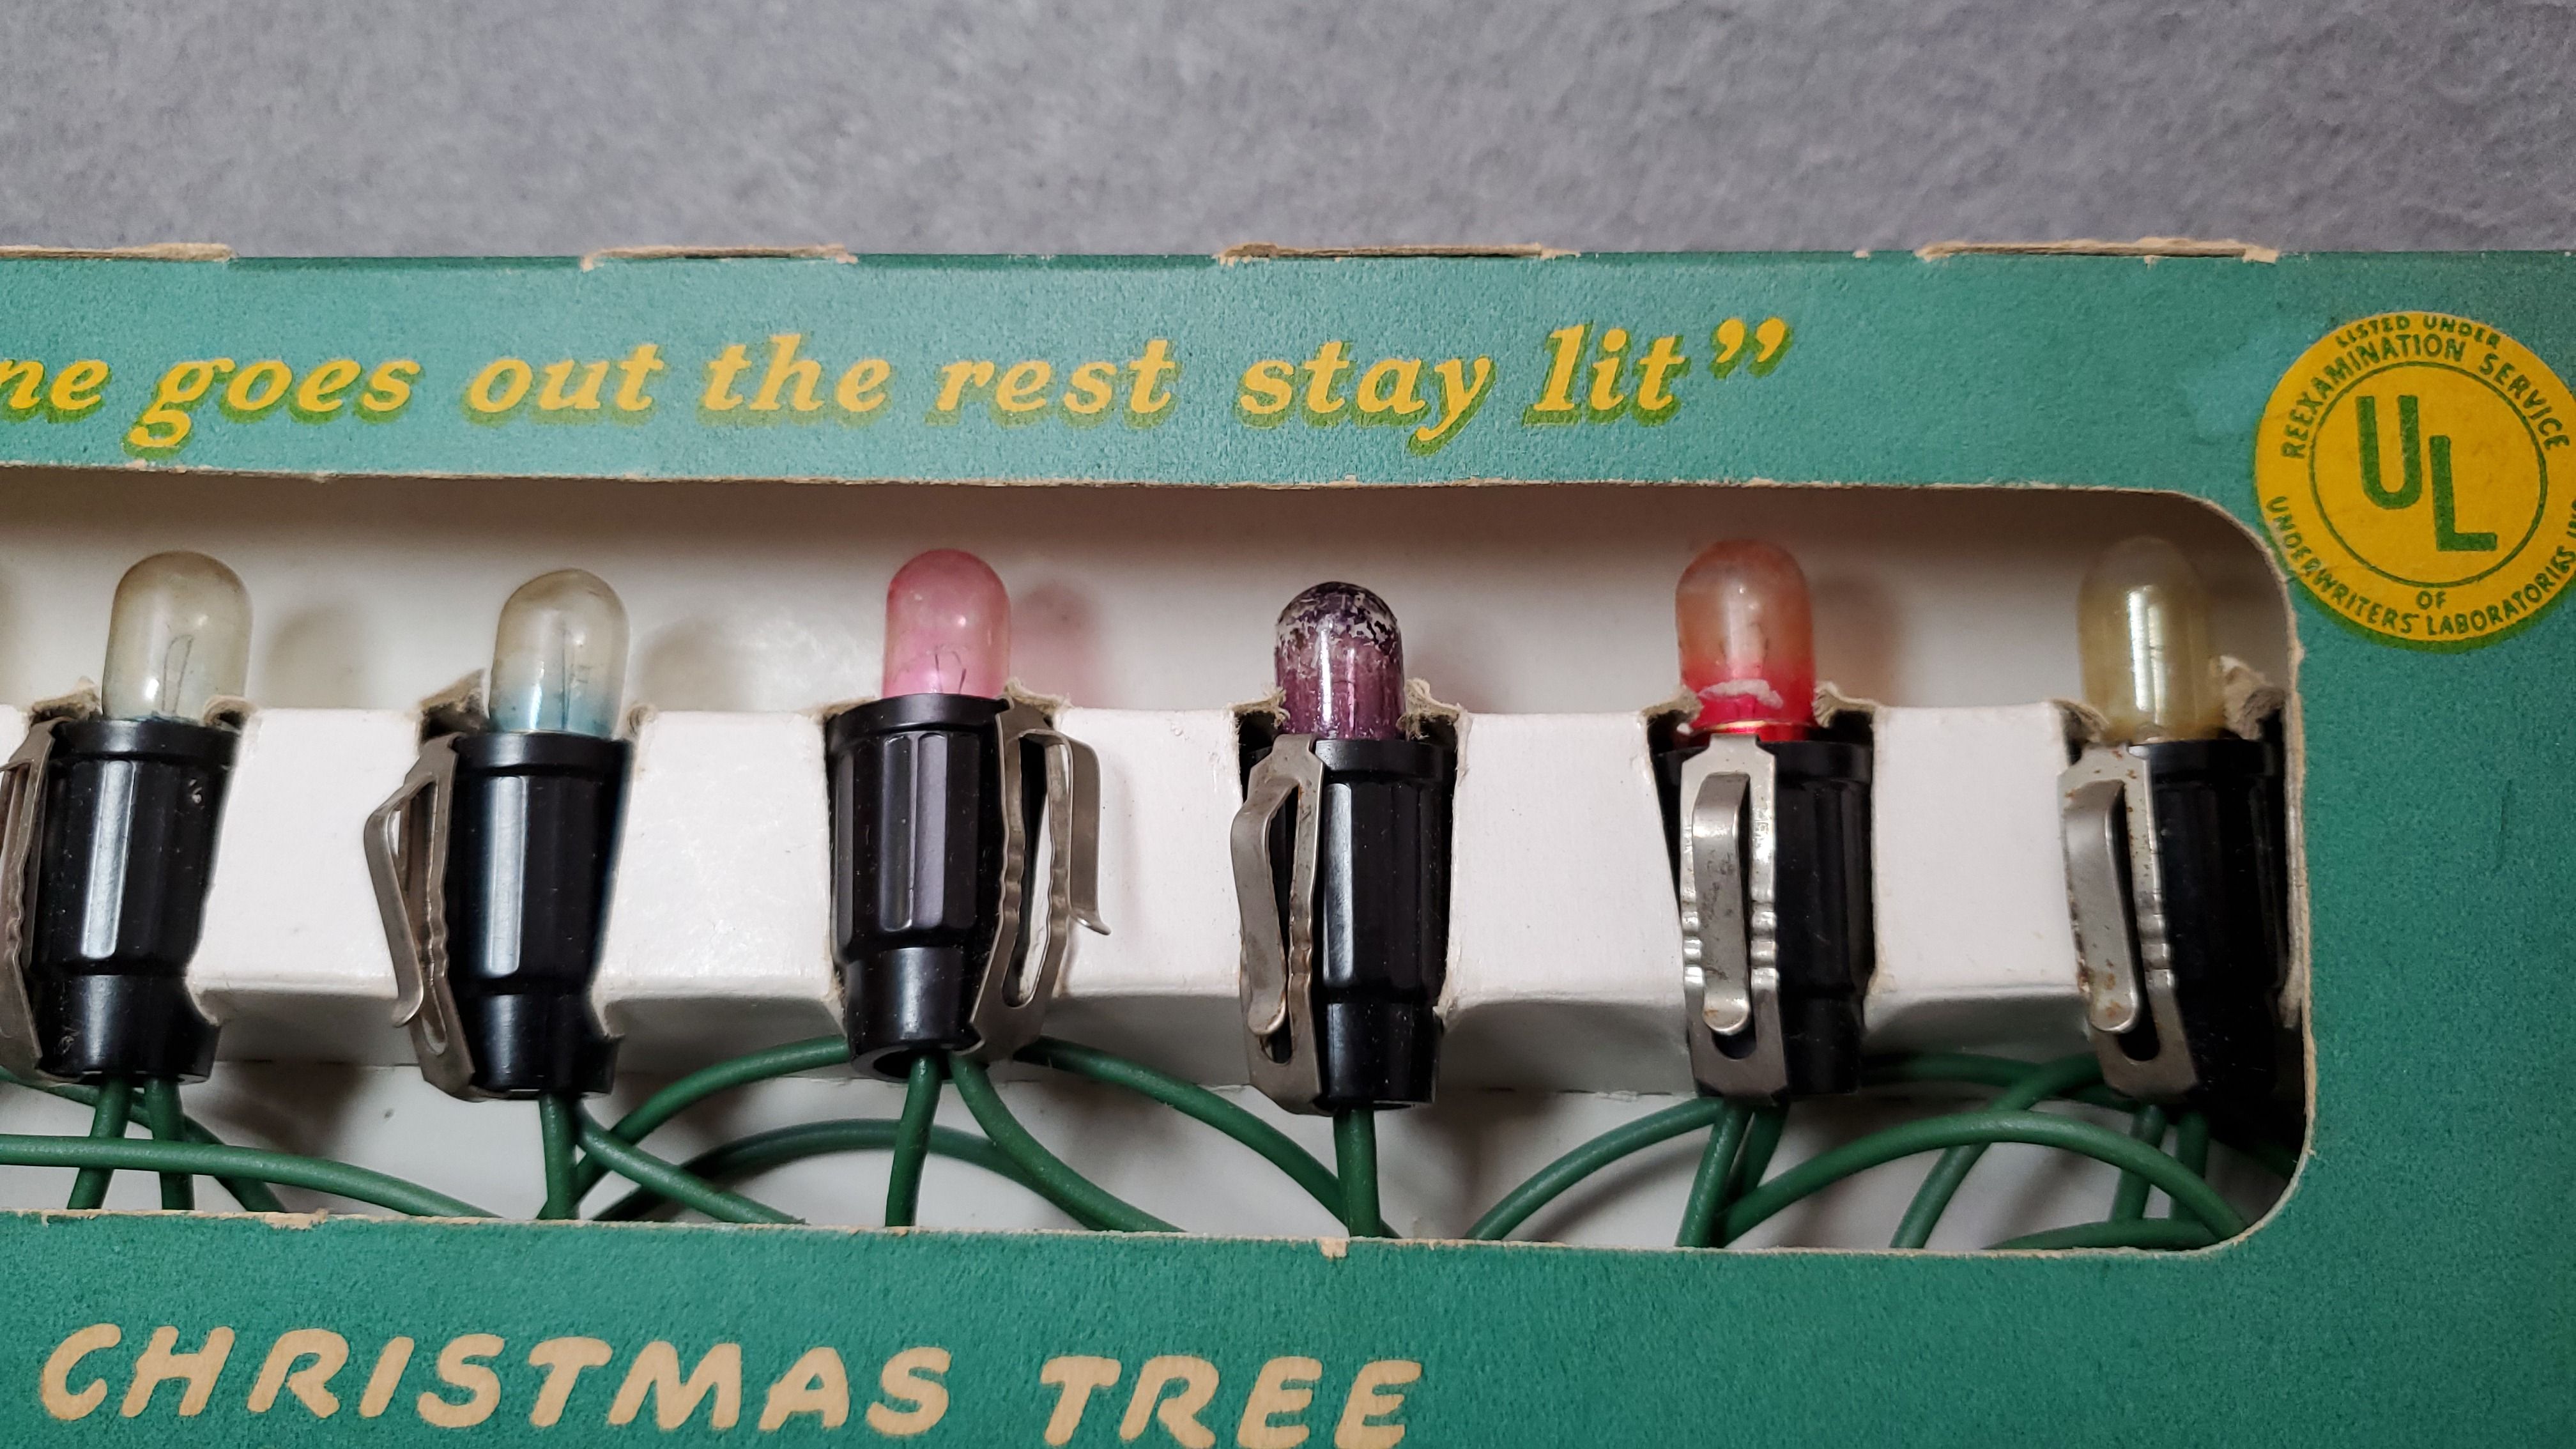 ne goes out the rest stay lit”
LISTED UNDER
REEXAMINATION SERVICE
UL
OF
UNDERWRITERS' LABORATORIES
CHRISTMAS TREE